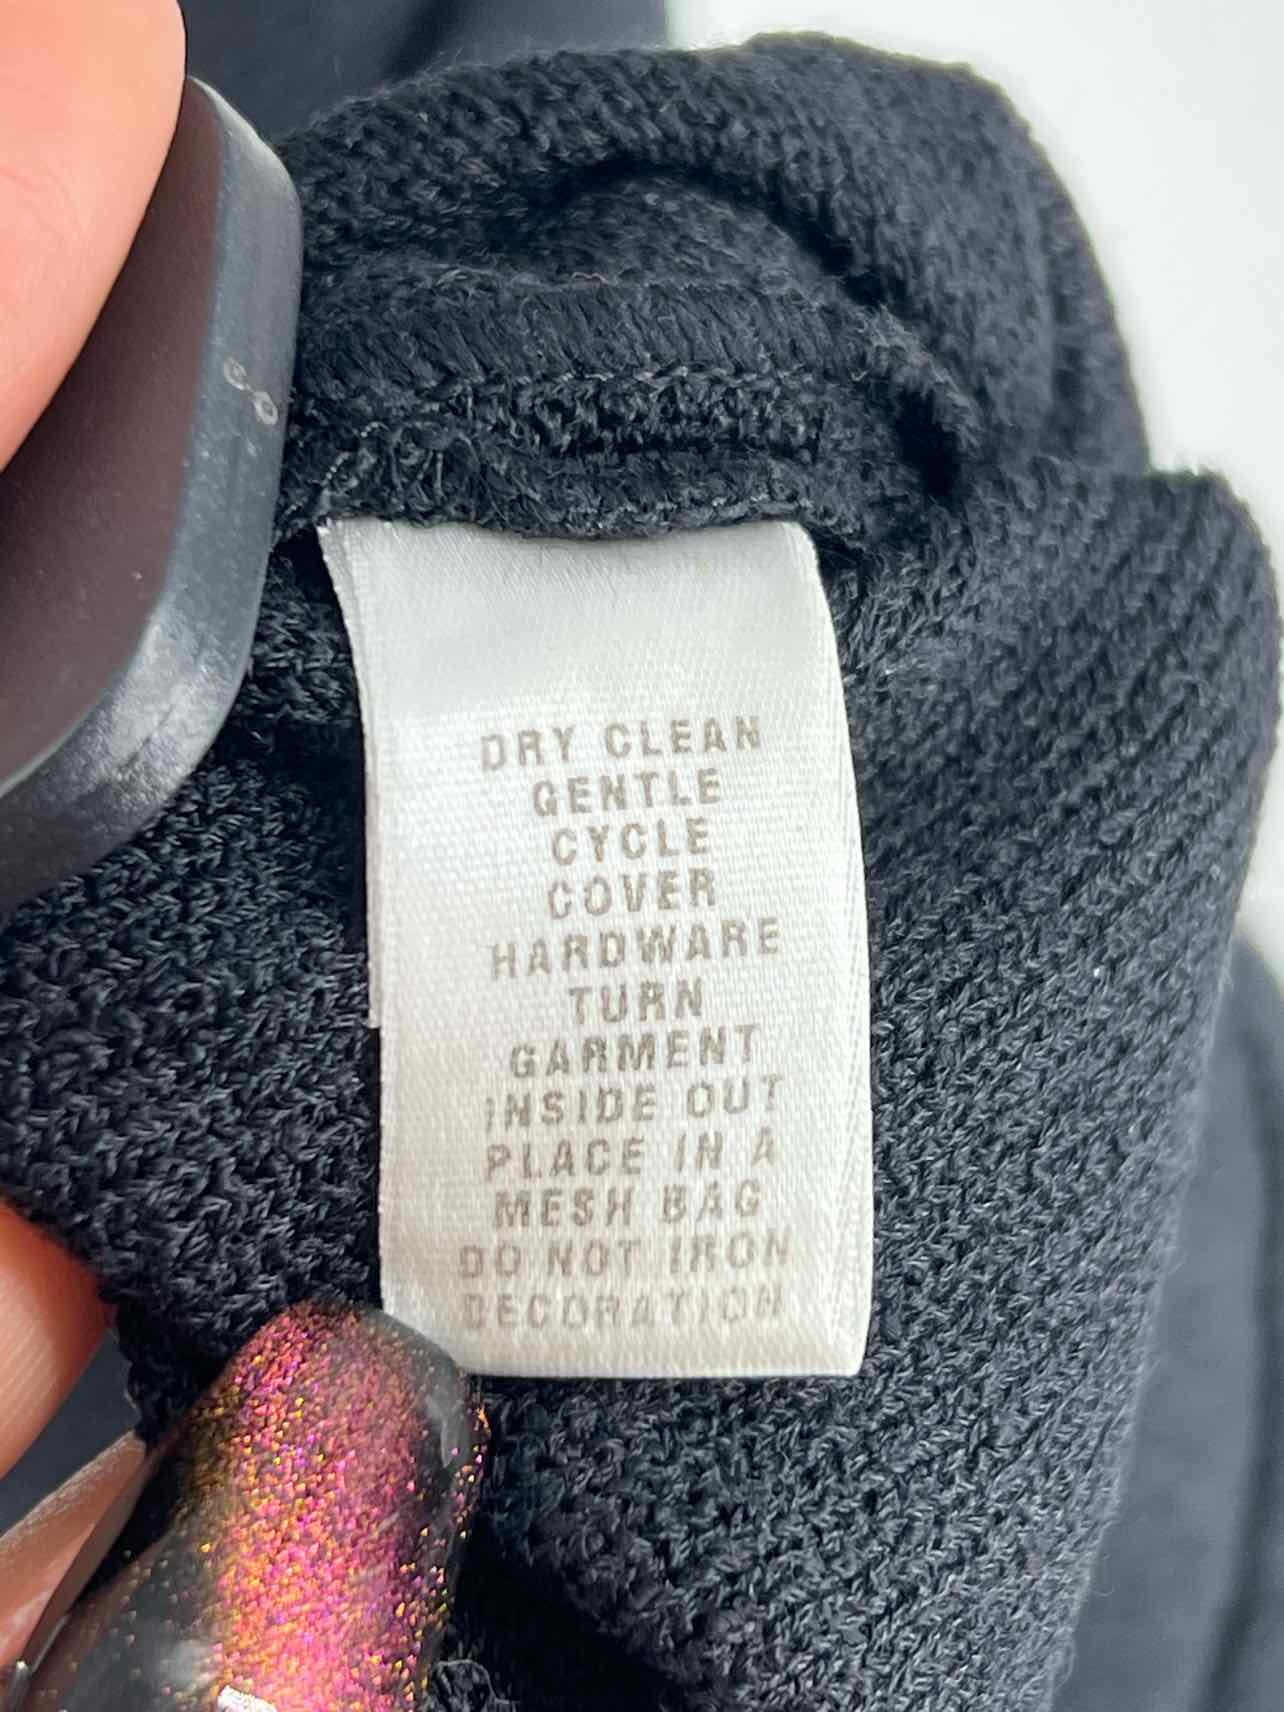 DRY CLEAN
GENTLE
CYCLE
COVER
HARDWARE
TURN
GARMENT
INSIDE OUT
PLACE IN A
MESH BAG
DO NOT IRON
DECORATION